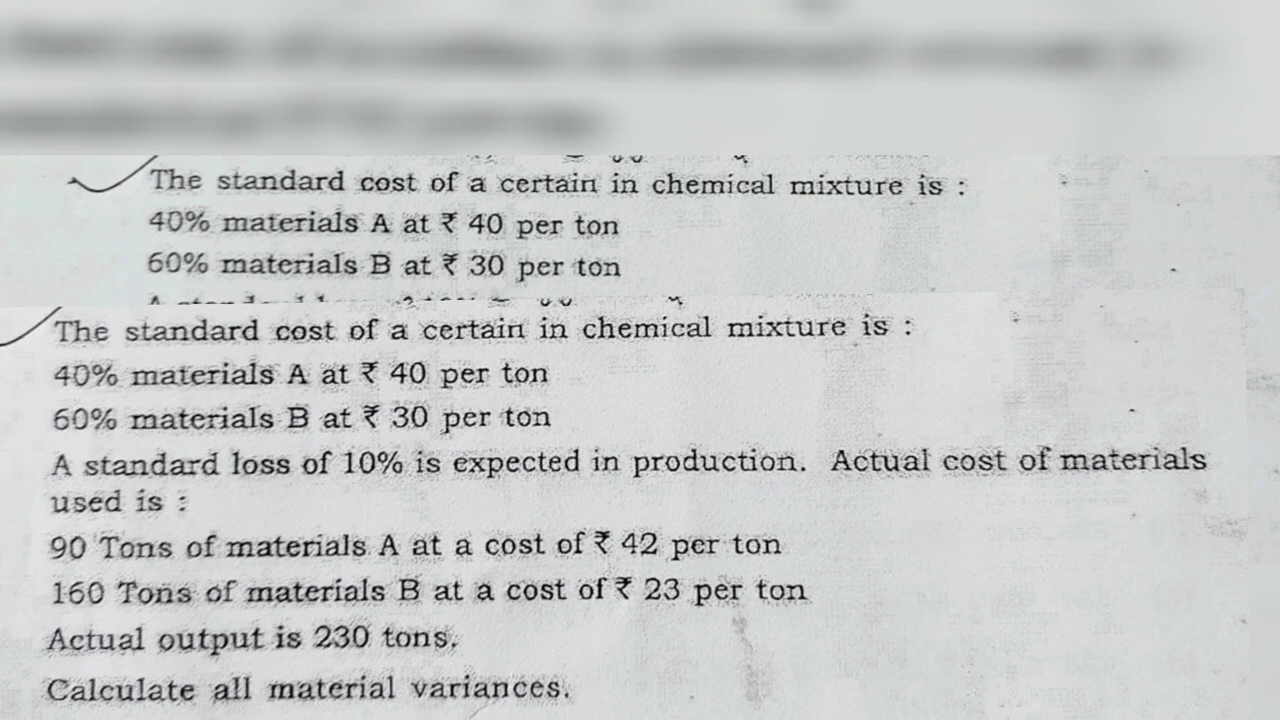 The standard cost of a certain in chemical mixture is :
40% materials A at ₹ 40 per ton
60% materials B at ₹ 30 per ton
The standard cost of a certain in chemical mixture is :
40% materials A at ₹ 40 per ton
60% materials B at ₹ 30 per ton
A standard loss of 10% is expected in production. Actual cost of materials
used is :
90 Tons of materials A at a cost of ₹ 42 per ton
160 Tons of materials B at a cost of ₹ 23 per ton
Actual output is 230 tons.
Calculate all material variances.